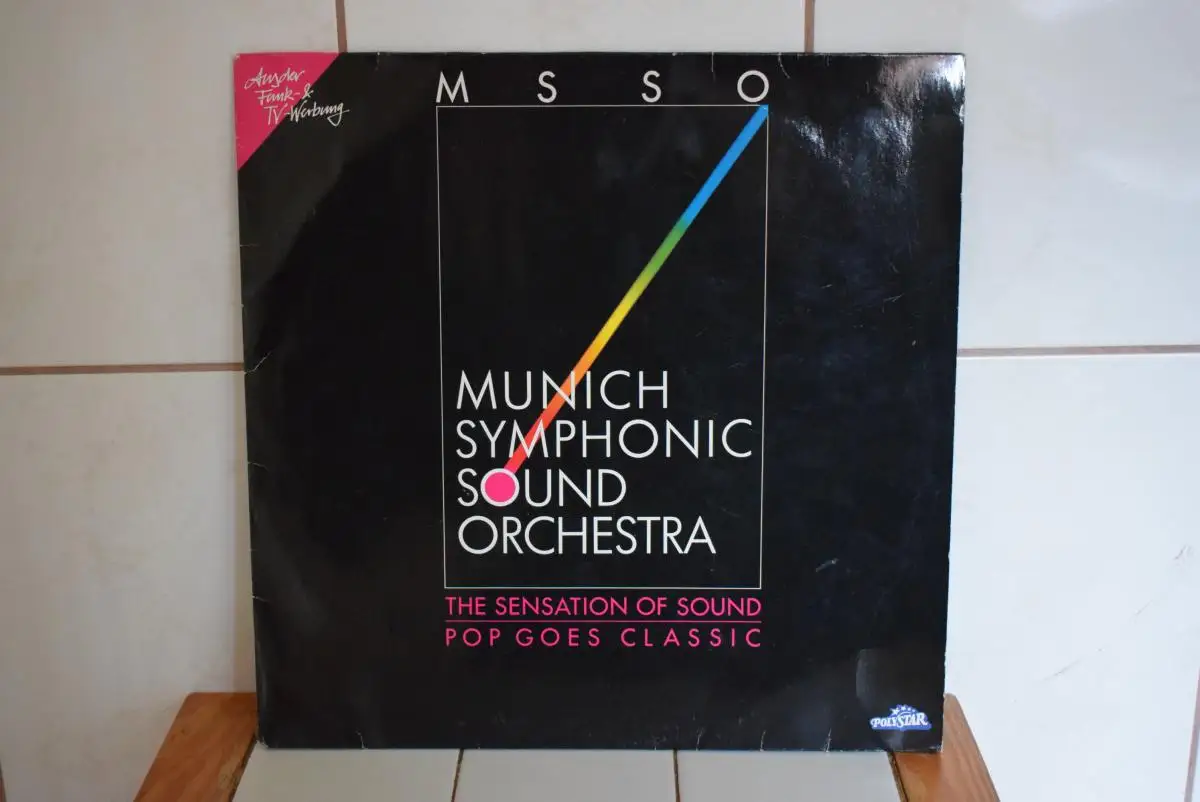 Aus der
Funk- &
TV-Werbung
M S S O
MUNICH
SYMPHONIC
SOUND
ORCHESTRA
THE SENSATION OF SOUND
POP GOES CLASSIC
POLYSTAR